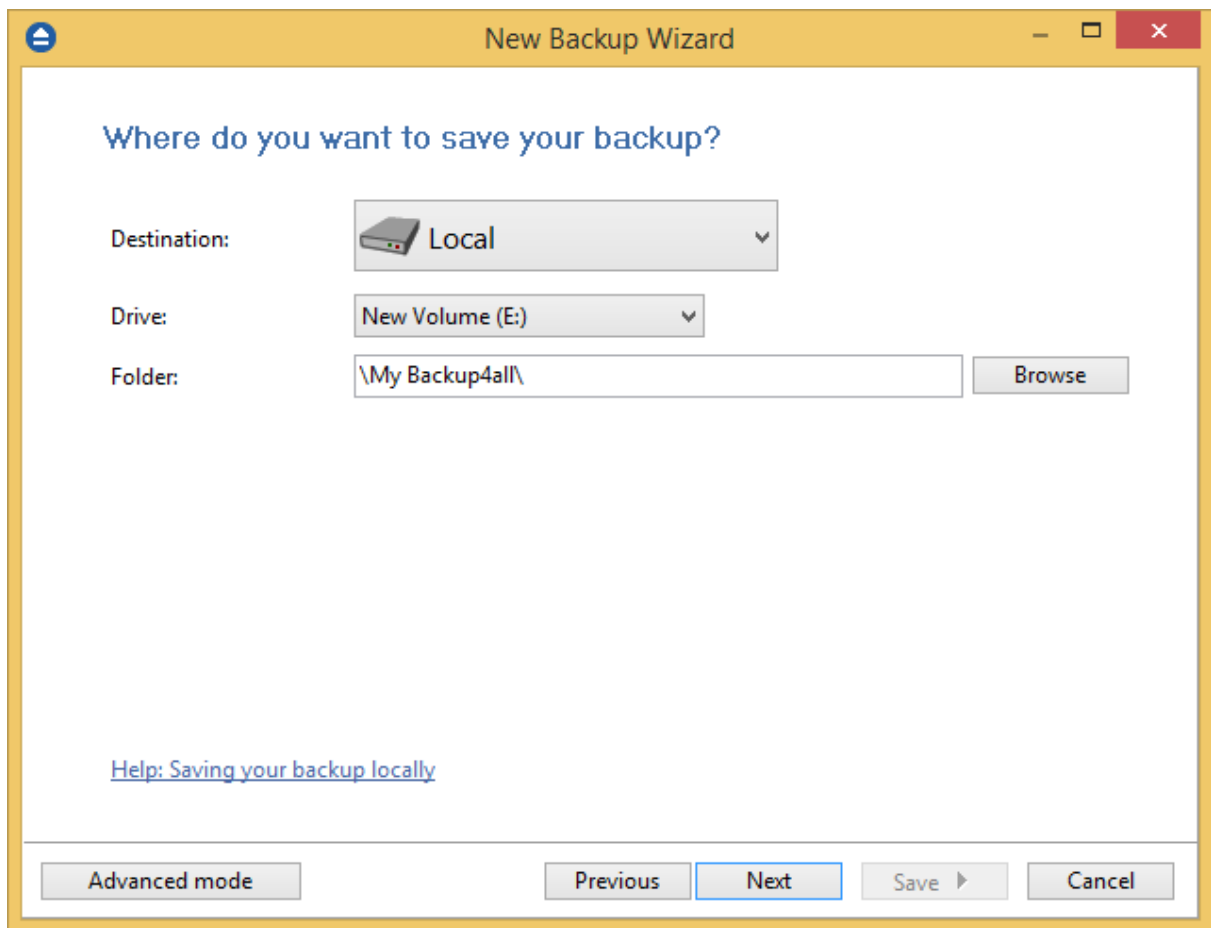 New Backup Wizard
Where do you want to save your backup?
Destination: Local
Drive: New Volume (E:)
Folder: \My Backup4all\ Browse
Help: Saving your backup locally
Advanced mode Previous Next Save Cancel